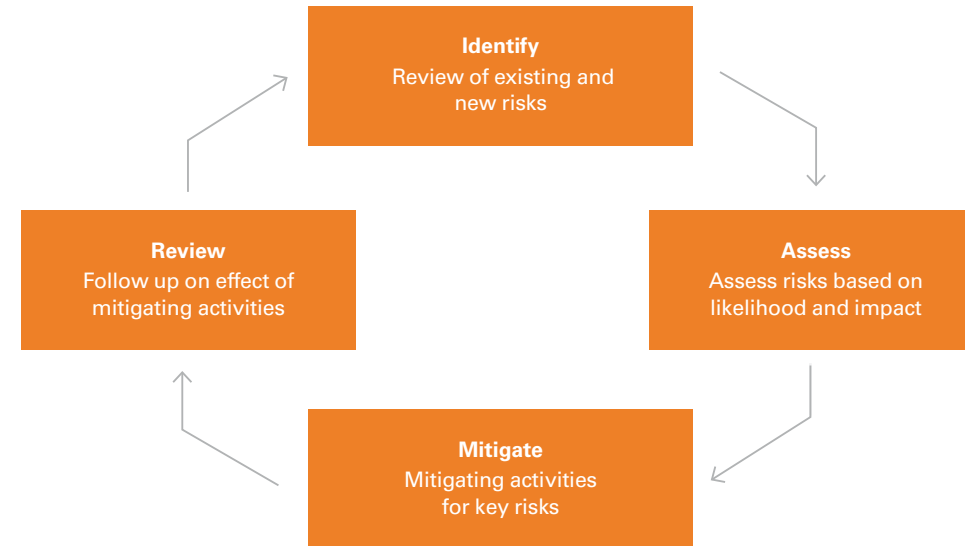 Identify
Review of existing and
new risks
Review
Follow up on effect of
mitigating activities
Assess
Assess risks based on
likelihood and impact
Mitigate
Mitigating activities
for key risks